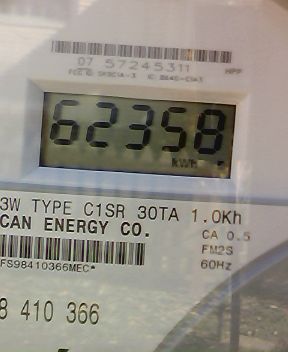 07 57245311
HPP
62358
kWh
3W TYPE C1SR 30TA 1.0Kh
CAN ENERGY CO.
CA 0.5
FM2S
60Hz
FS98410366MEC*
8 410 366